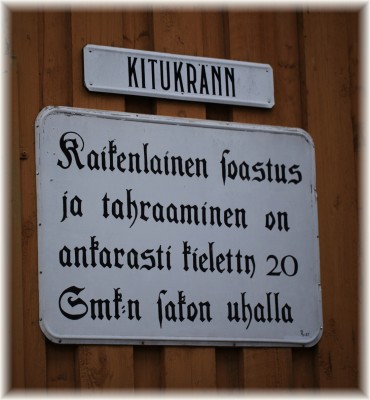 KITUKRÄNN
Kaikenlainen soastus
ja tahraaminen on
ankarasti kieletty 20
Smk:n sakon uhalla